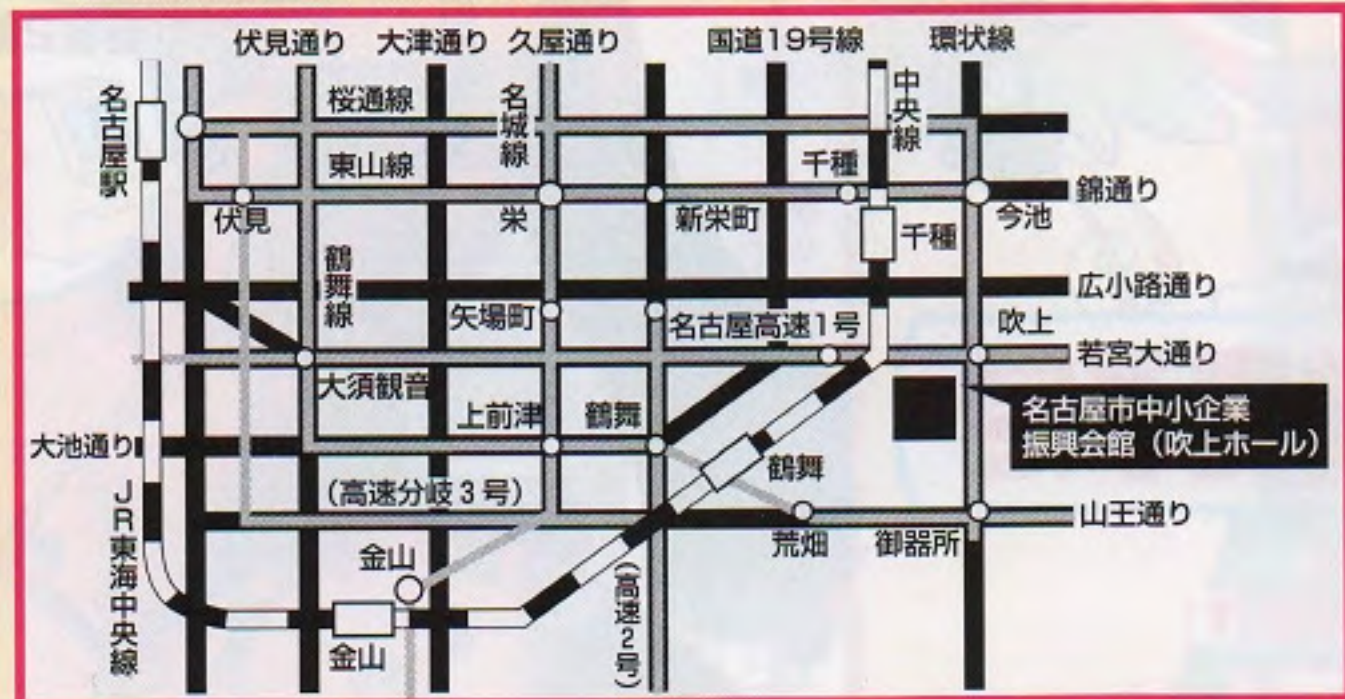 伏見通り
大津通り
久屋通り
国道19号線
環状線
名古屋駅
桜通線
名城線
中央線
東山線
千種
錦通り
伏見
栄
新栄町
千種
今池
鶴舞線
広小路通り
矢場町
名古屋高速1号
吹上
若宮大通り
大須観音
名古屋市中小企業
振興会館（吹上ホール）
上前津
鶴舞
大池通り
鶴舞
JR東海中央線
（高速分岐3号）
山王通り
荒畑
御器所
金山
（高速2号）
金山